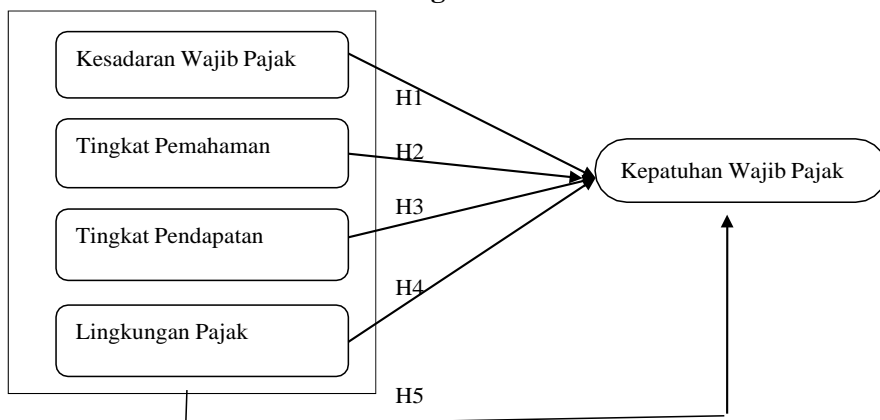 Kesadaran Wajib Pajak
H1
Tingkat Pemahaman
H2
Kepatuhan Wajib Pajak
Tingkat Pendapatan
H3
H4
Lingkungan Pajak
H5